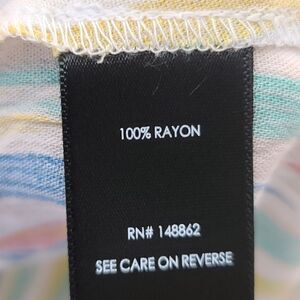 100% RAYON
RN# 148862
SEE CARE ON REVERSE